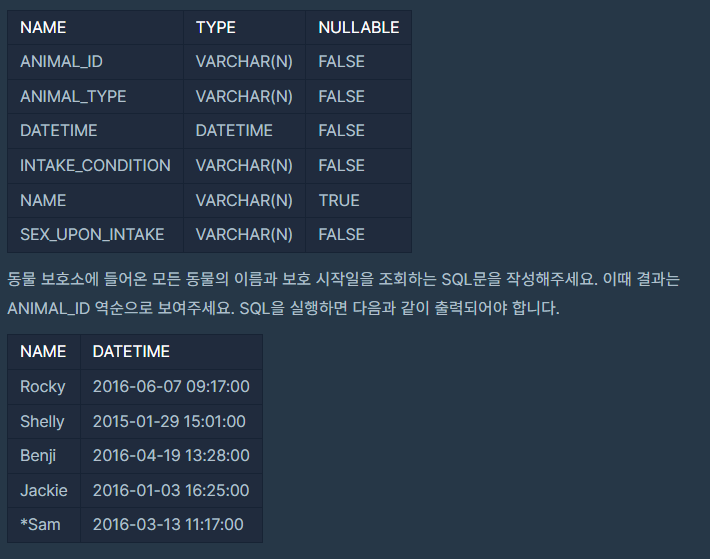 NAME TYPE NULLABLE
ANIMAL_ID VARCHAR(N) FALSE
ANIMAL_TYPE VARCHAR(N) FALSE
DATETIME DATETIME FALSE
INTAKE_CONDITION VARCHAR(N) FALSE
NAME VARCHAR(N) TRUE
SEX_UPON_INTAKE VARCHAR(N) FALSE
동물 보호소에 들어온 모든 동물의 이름과 보호 시작일을 조회하는 SQL문을 작성해주세요. 이때 결과는
ANIMAL_ID 역순으로 보여주세요. SQL을 실행하면 다음과 같이 출력되어야 합니다.
NAME DATETIME
Rocky 2016-06-07 09:17:00
Shelly 2015-01-29 15:01:00
Benji 2016-04-19 13:28:00
Jackie 2016-01-03 16:25:00
*Sam 2016-03-13 11:17:00